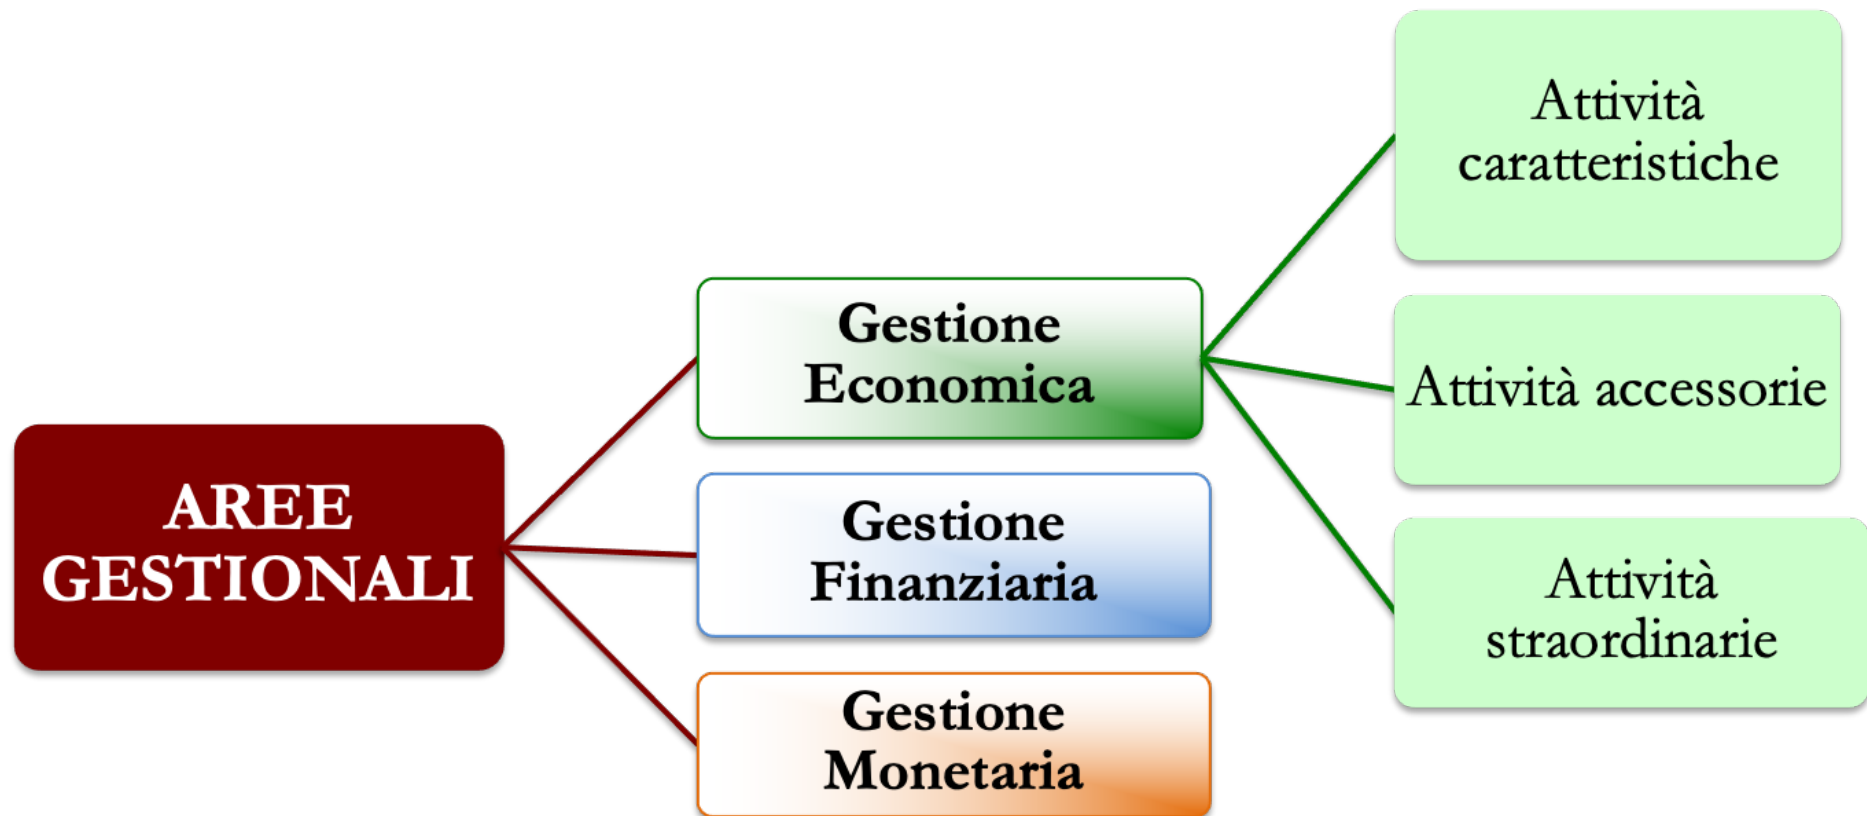 AREE
GESTIONALI
Gestione
Economica
Gestione
Finanziaria
Gestione
Monetaria
Attività
caratteristiche
Attività accessorie
Attività
straordinarie